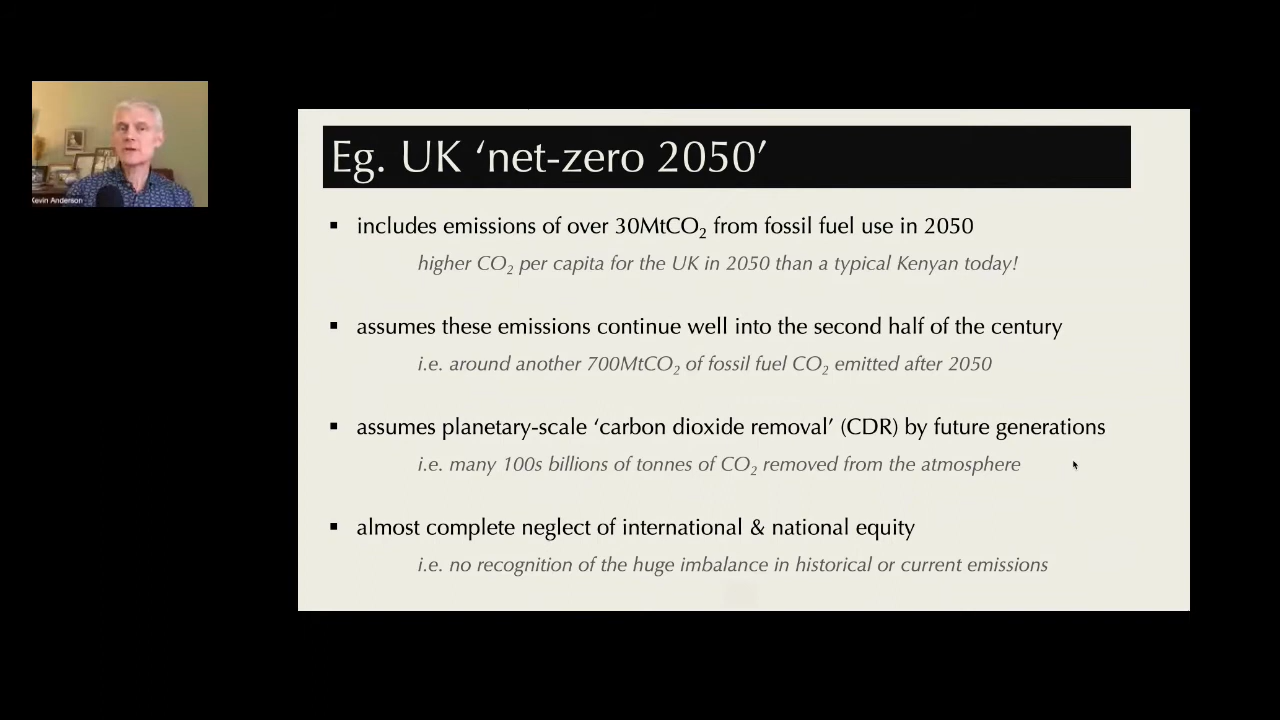 Kevin Anderson
Eg. UK ‘net-zero 2050’
▪ includes emissions of over 30MtCO₂ from fossil fuel use in 2050
higher CO₂ per capita for the UK in 2050 than a typical Kenyan today!
▪ assumes these emissions continue well into the second half of the century
i.e. around another 700MtCO₂ of fossil fuel CO₂ emitted after 2050
▪ assumes planetary-scale ‘carbon dioxide removal’ (CDR) by future generations
i.e. many 100s billions of tonnes of CO₂ removed from the atmosphere
▪ almost complete neglect of international & national equity
i.e. no recognition of the huge imbalance in historical or current emissions